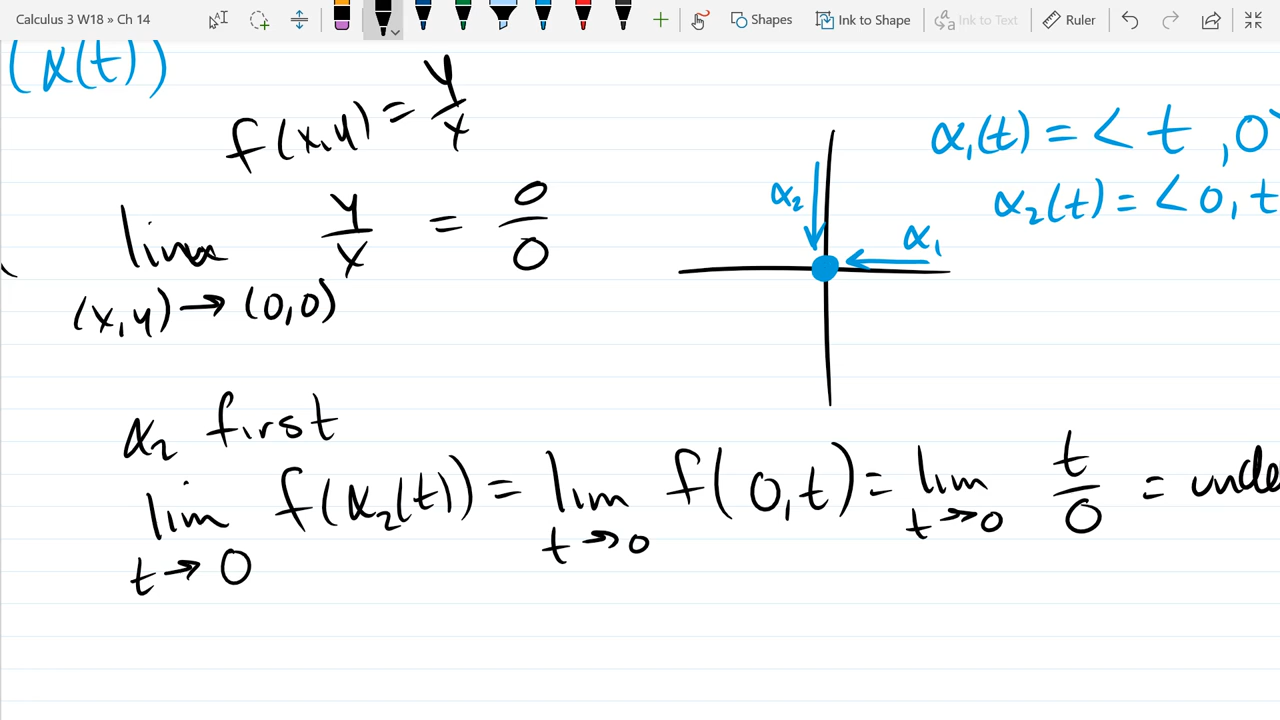 Calculus 3 W18 » Ch 14
Shapes
Ink to Shape
Ink to Text
Ruler
(α(t))
f(x,y) = y/x
α₁(t) = < t , 0
α₂(t) = < 0, t
lim y/x = 0/0
(x,y) → (0,0)
α₂
α₁
α₂ first
lim f(α₂(t)) = lim f(0,t) = lim t/0 = unde
t → 0 t → 0 t → 0